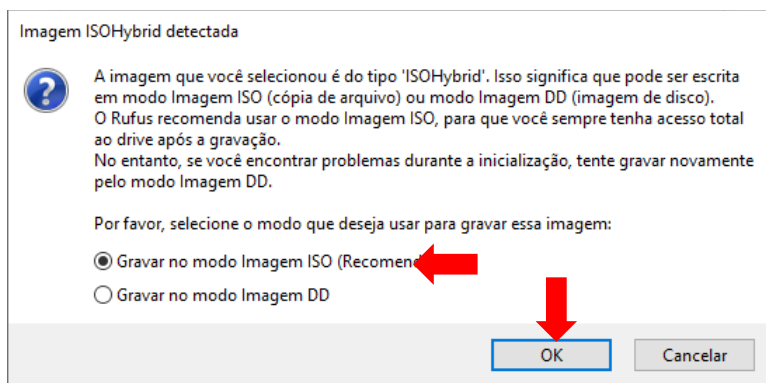 Imagem ISOHybrid detectada
A imagem que você selecionou é do tipo 'ISOHybrid'. Isso significa que pode ser escrita
em modo Imagem ISO (cópia de arquivo) ou modo Imagem DD (imagem de disco).
O Rufus recomenda usar o modo Imagem ISO, para que você sempre tenha acesso total
ao drive após a gravação.
No entanto, se você encontrar problemas durante a inicialização, tente gravar novamente
pelo modo Imagem DD.
Por favor, selecione o modo que deseja usar para gravar essa imagem:
Gravar no modo Imagem ISO
Gravar no modo Imagem DD
OK
Cancelar